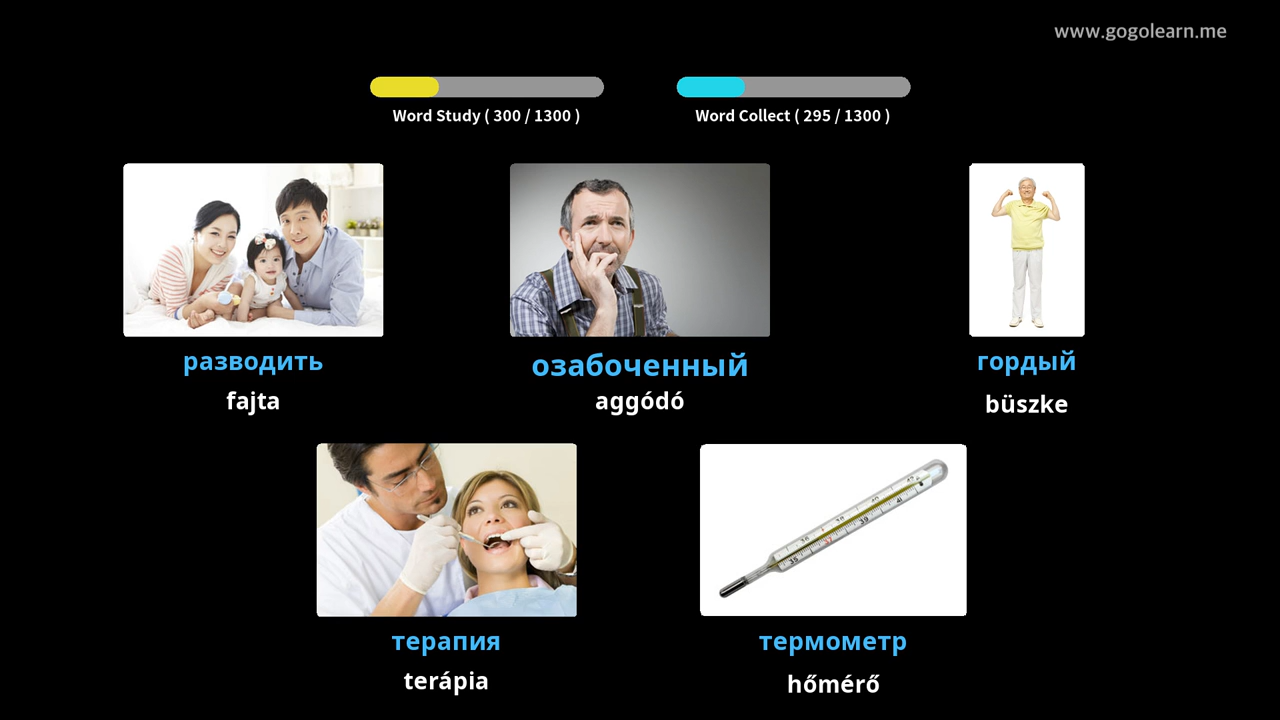 www.gogolearn.me
Word Study ( 300 / 1300 )
Word Collect ( 295 / 1300 )
разводить
fajta
озабоченный
aggódó
гордый
büszke
терапия
terápia
термометр
hőmérő